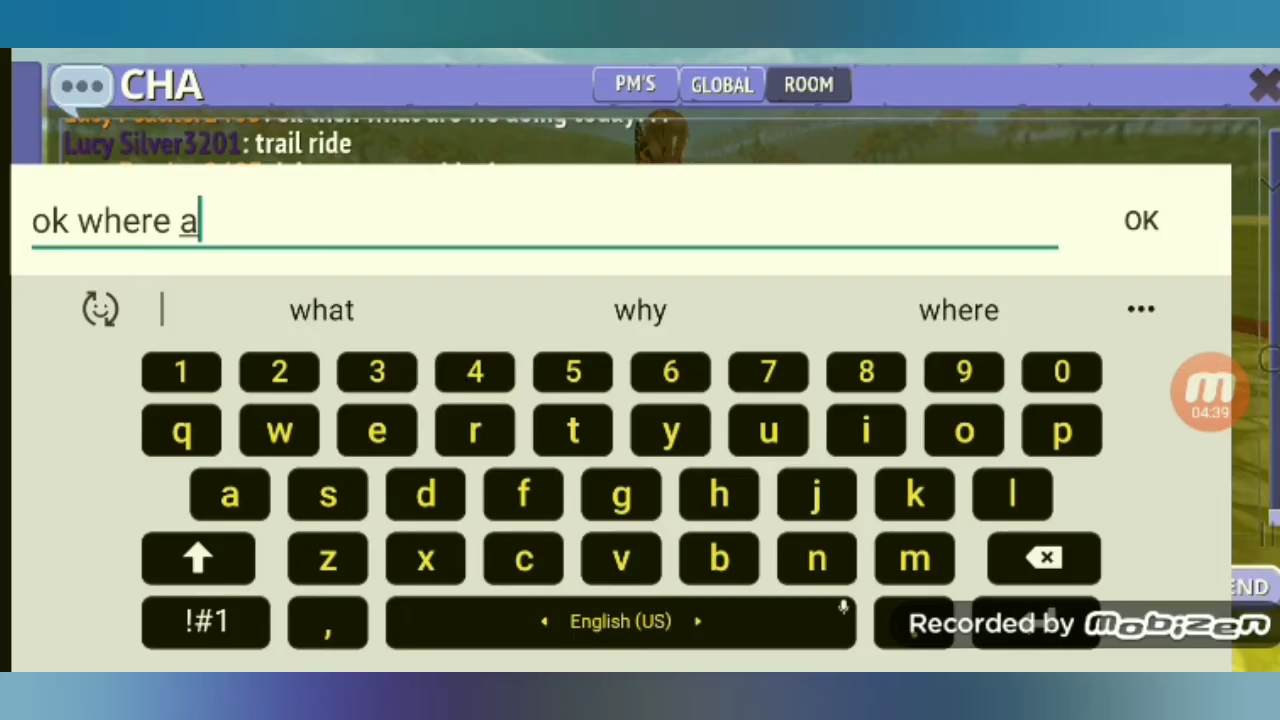 CHA
PM'S GLOBAL ROOM
Lucy Silver3201: trail ride
ok where a
OK
what why where
1 2 3 4 5 6 7 8 9 0
q w e r t y u i o p
a s d f g h j k l
z x c v b n m
!#1 , English (US)
04:39
END
Recorded by mobizen